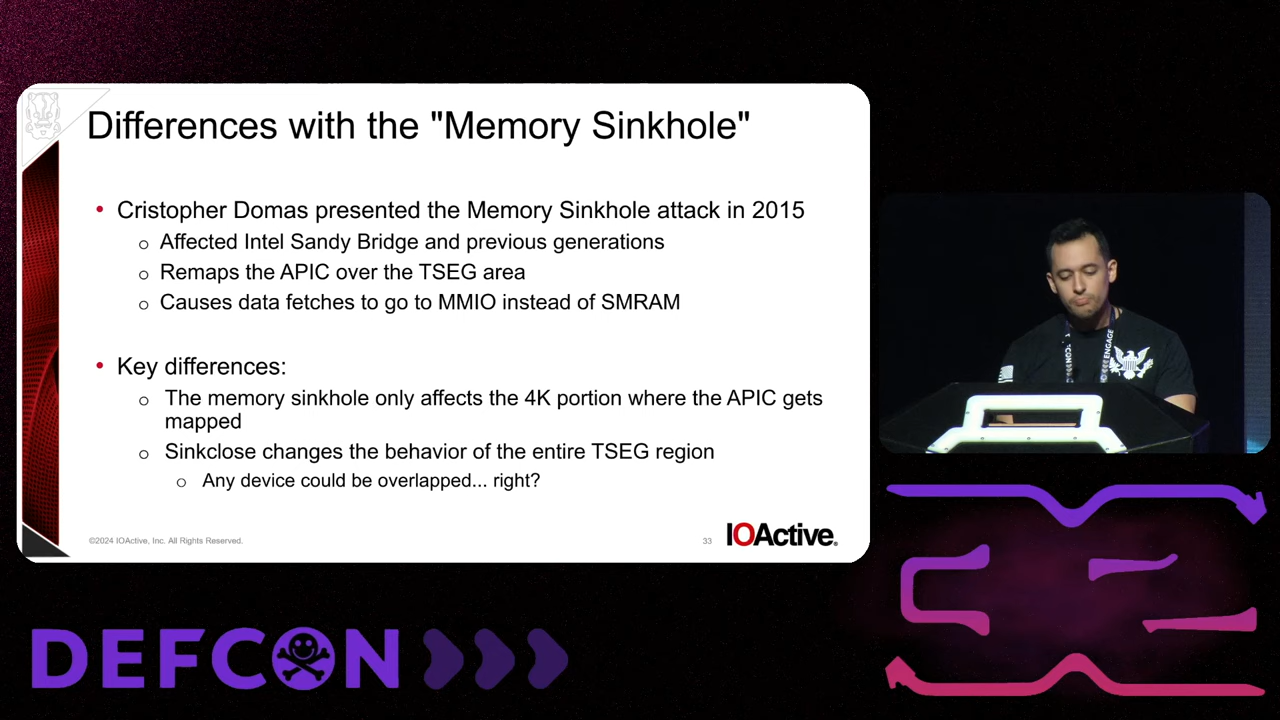 Differences with the "Memory Sinkhole"
• Cristopher Domas presented the Memory Sinkhole attack in 2015
o Affected Intel Sandy Bridge and previous generations
o Remaps the APIC over the TSEG area
o Causes data fetches to go to MMIO instead of SMRAM
• Key differences:
o The memory sinkhole only affects the 4K portion where the APIC gets
mapped
o Sinkclose changes the behavior of the entire TSEG region
o Any device could be overlapped... right?
©2024 IOActive, Inc. All Rights Reserved.
33
IOActive.
ENGAGE
DEFCON